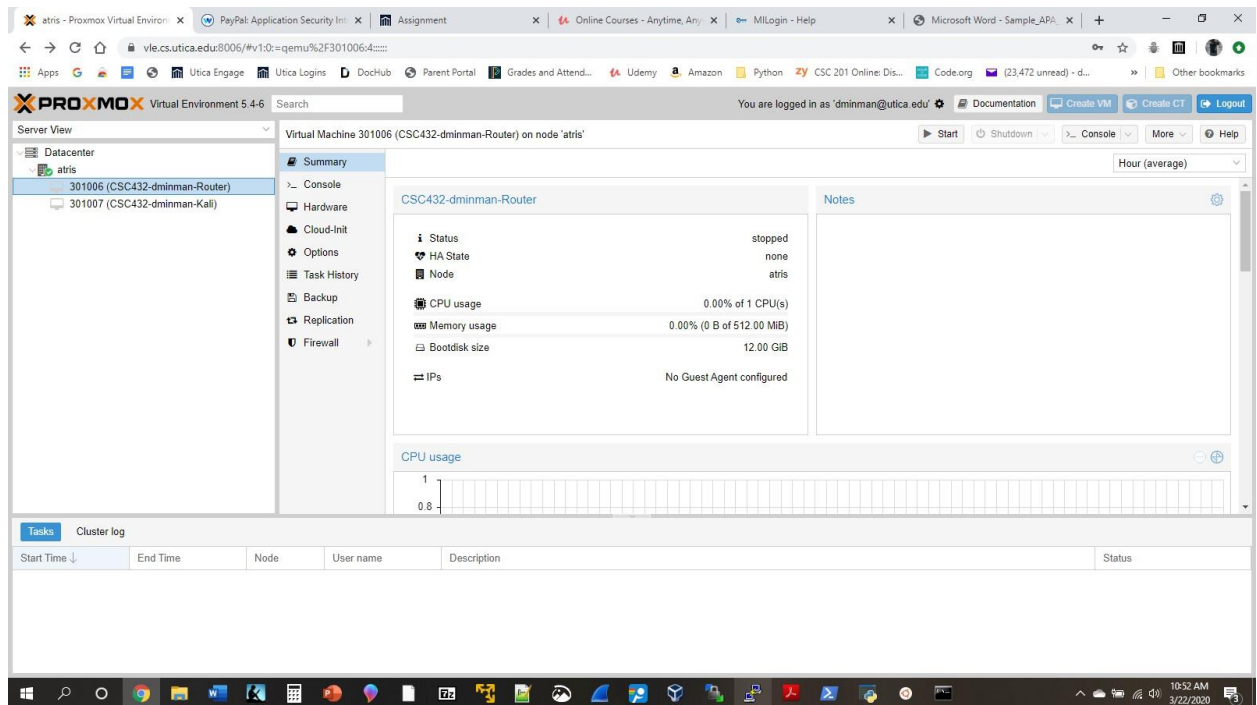 atris - Proxmox Virtual Environ
PayPal: Application Security Int
Assignment
Online Courses - Anytime, Any
MILogin - Help
Microsoft Word - Sample_APA_
vle.cs.utica.edu:8006/#v1:0:=qemu%2F301006:4::::::
Apps
Utica Engage
Utica Logins
DocHub
Parent Portal
Grades and Attend...
Udemy
Amazon
Python
CSC 201 Online: Dis...
Code.org
(23,472 unread) - d...
Other bookmarks
PROXMOX Virtual Environment 5.4-6 Search
You are logged in as 'dminman@utica.edu' Documentation Create VM Create CT Logout
Server View
Virtual Machine 301006 (CSC432-dminman-Router) on node 'atris'
Start Shutdown Console More Help
Datacenter
atris
301006 (CSC432-dminman-Router)
301007 (CSC432-dminman-Kali)
Summary
Console
Hardware
Cloud-Init
Options
Task History
Backup
Replication
Firewall
Hour (average)
CSC432-dminman-Router
Status stopped
HA State none
Node atris
CPU usage 0.00% of 1 CPU(s)
Memory usage 0.00% (0 B of 512.00 MiB)
Bootdisk size 12.00 GiB
IPs No Guest Agent configured
Notes
CPU usage
1
0.8
Tasks Cluster log
Start Time End Time Node User name Description Status
10:52 AM
3/22/2020